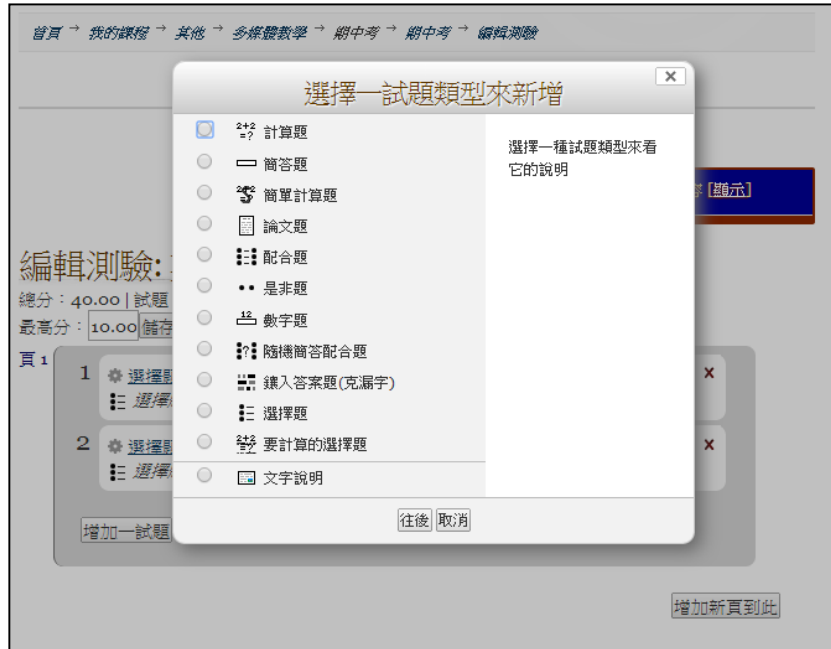 首頁 → 我的課程 → 其他 → 多媒體教學 → 期中考 → 期中考 → 編輯測驗
選擇一試題類型來新增
x
2+2 =? 計算題
簡答題
簡單計算題
論文題
配合題
是非題
12 數字題
隨機簡答配合題
鑲入答案題(克漏字)
選擇題
要計算的選擇題
文字說明
選擇一種試題類型來看
它的說明
往後 取消
[顯示]
編輯測驗:
總分：40.00 | 試題
最高分：10.00 儲存
頁 1
1 選擇題 x
選擇
2 選擇題 x
選擇
增加一試題
增加新頁到此